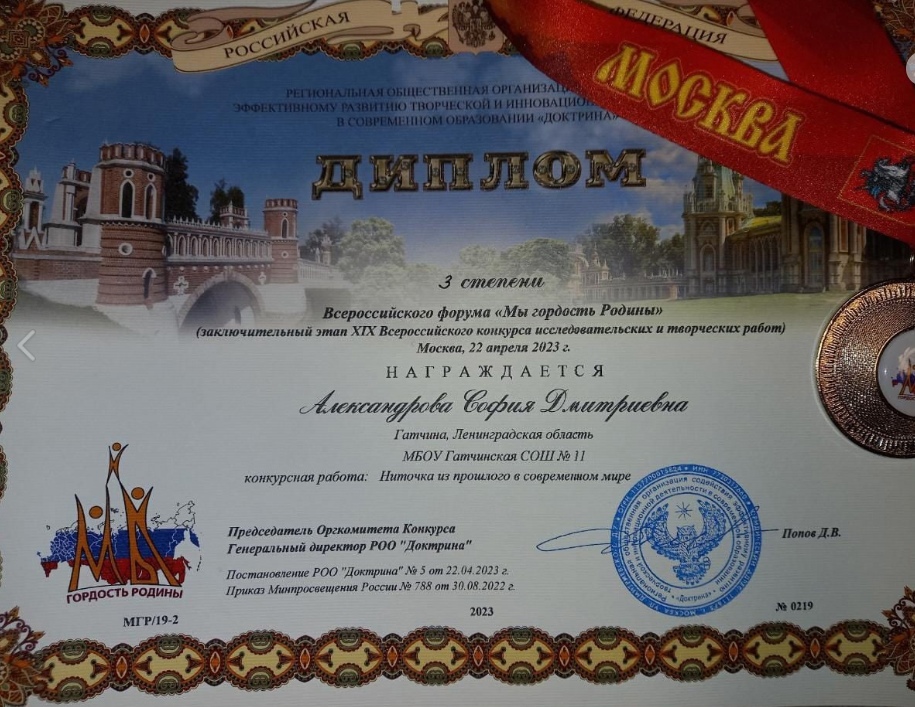 РОССИЙСКАЯ
ФЕДЕРАЦИЯ
МОСКВА
РЕГИОНАЛЬНАЯ ОБЩЕСТВЕННАЯ
ЭФФЕКТИВНОМУ РАЗВИТИЮ ТВОРЧЕСКОЙ И
В СОВРЕМЕННОМ ОБРАЗОВАНИИ «ДОКТРИНА»
ДИПЛОМ
3 степени
Всероссийского форума «Мы гордость Родины»
(заключительный этап XIX Всероссийского конкурса исследовательских и творческих работ)
Москва, 22 апреля 2023 г.
НАГРАЖДАЕТСЯ
Александрова София Дмитриевна
Гатчина, Ленинградская область
МБОУ Гатчинская СОШ № 11
конкурсная работа: Ниточка из прошлого в современном мире
Председатель Оргкомитета Конкурса
Генеральный директор РОО "Доктрина"
Попов Д.В.
Постановление РОО "Доктрина" № 5 от 22.04.2023 г.
Приказ Минпросвещения России № 788 от 30.08.2022 г.
МЫ
ГОРДОСТЬ РОДИНЫ
МГР/19-2
2023
№ 0219